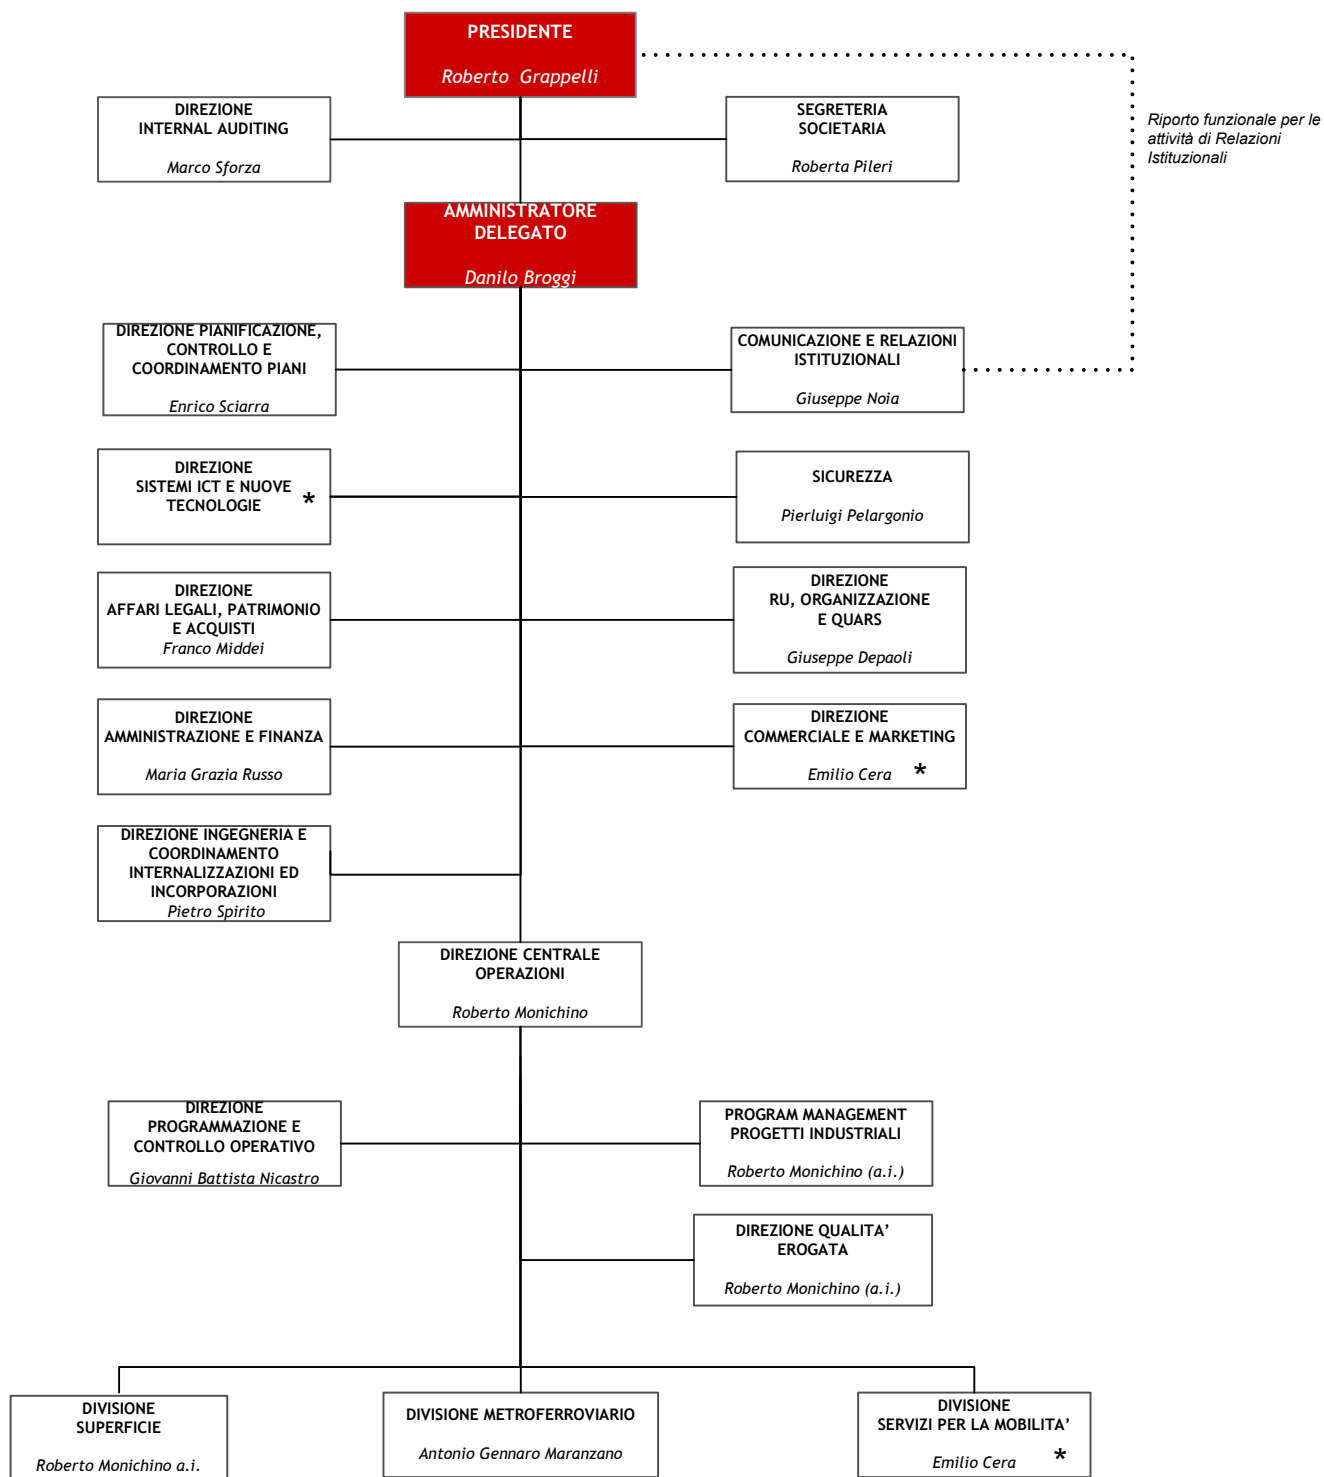 PRESIDENTE
Roberto Grappelli
DIREZIONE
INTERNAL AUDITING
Marco Sforza
SEGRETERIA
SOCIETARIA
Roberta Pileri
Riporto funzionale per le
attività di Relazioni
Istituzionali
AMMINISTRATORE
DELEGATO
Danilo Broggi
DIREZIONE PIANIFICAZIONE,
CONTROLLO E
COORDINAMENTO PIANI
Enrico Sciarra
COMUNICAZIONE E RELAZIONI
ISTITUZIONALI
Giuseppe Noia
DIREZIONE
SISTEMI ICT E NUOVE
TECNOLOGIE *
SICUREZZA
Pierluigi Pelargonio
DIREZIONE
AFFARI LEGALI, PATRIMONIO
E ACQUISTI
Franco Middei
DIREZIONE
RU, ORGANIZZAZIONE
E QUARS
Giuseppe Depaoli
DIREZIONE
AMMINISTRAZIONE E FINANZA
Maria Grazia Russo
DIREZIONE
COMMERCIALE E MARKETING
Emilio Cera *
DIREZIONE INGEGNERIA E
COORDINAMENTO
INTERNALIZZAZIONI ED
INCORPORAZIONI
Pietro Spirito
DIREZIONE CENTRALE
OPERAZIONI
Roberto Monichino
DIREZIONE
PROGRAMMAZIONE E
CONTROLLO OPERATIVO
Giovanni Battista Nicastro
PROGRAM MANAGEMENT
PROGETTI INDUSTRIALI
Roberto Monichino (a.i.)
DIREZIONE QUALITA’
EROGATA
Roberto Monichino (a.i.)
DIVISIONE
SUPERFICIE
Roberto Monichino a.i.
DIVISIONE METROFERROVIARIO
Antonio Gennaro Maranzano
DIVISIONE
SERVIZI PER LA MOBILITA’
Emilio Cera *